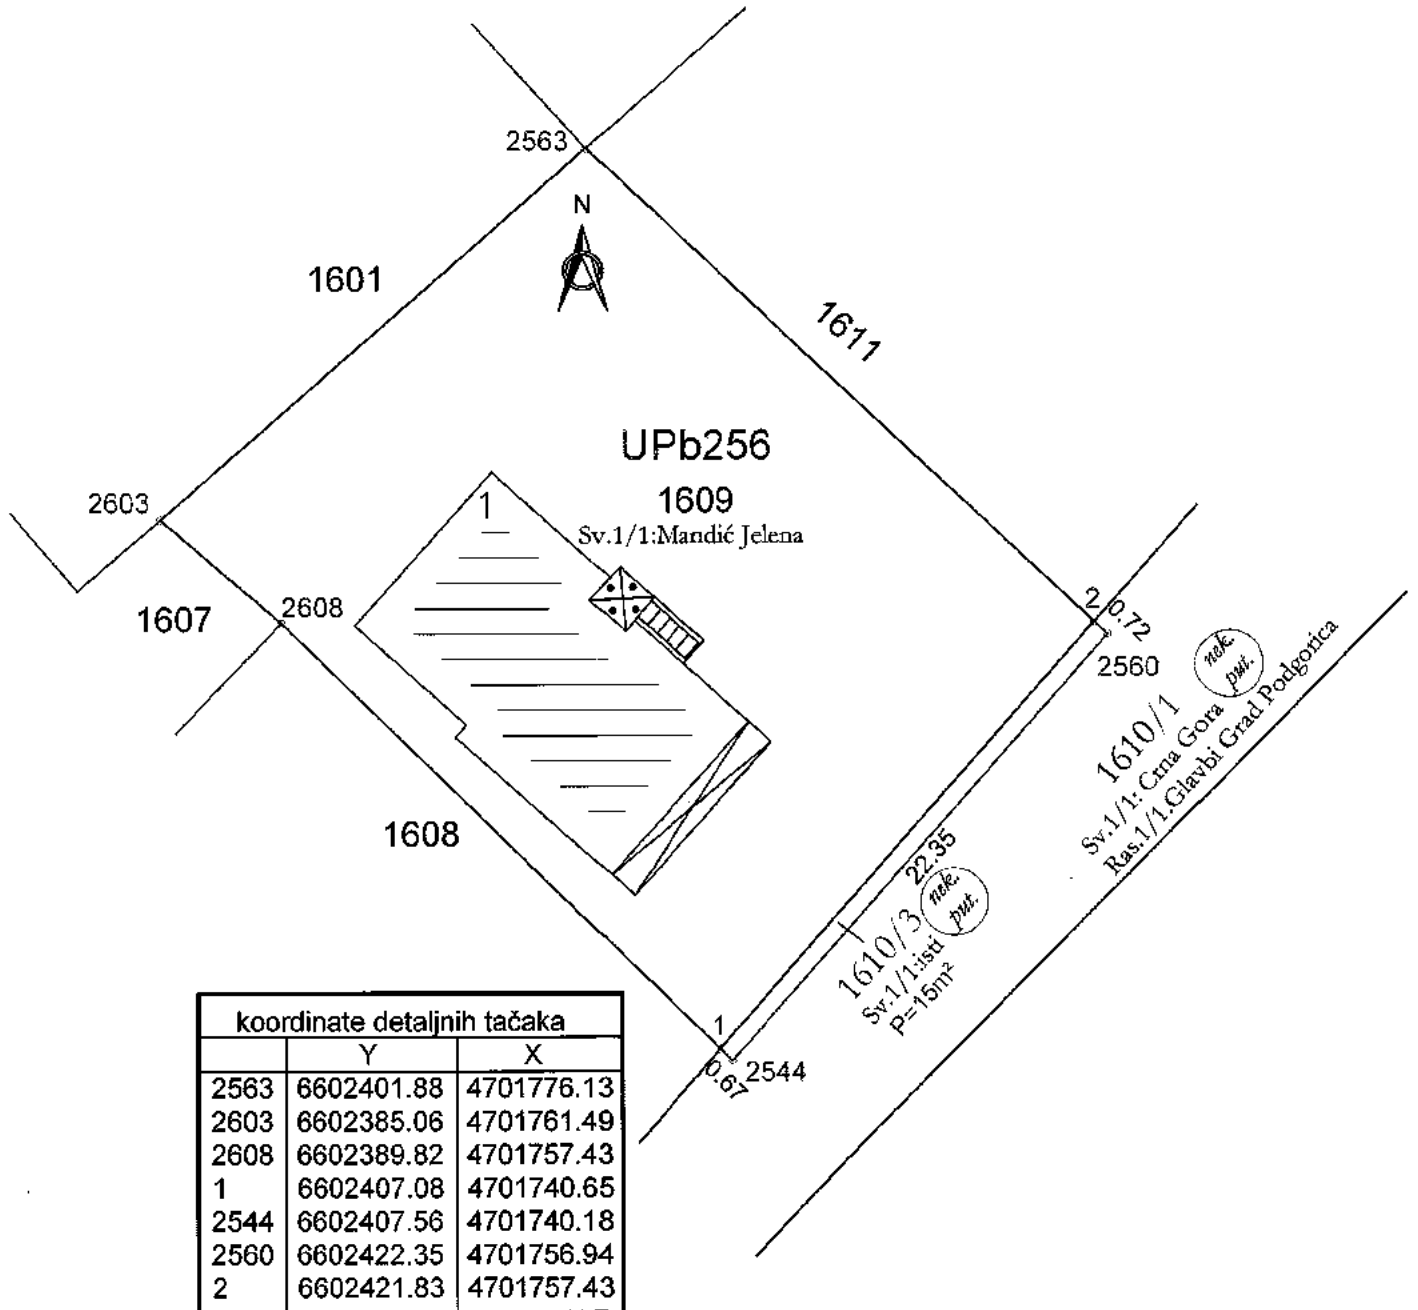 2563
N
1601
1611
UPb256
1609
Sv.1/1:Mandić Jelena
1
2603
1607
2608
2
0.72
2560
nek.
put.
1610/1
Sv.1/1: Crna Gora
Ras.1/1.Glavbi Grad Podgorica
1608
22.35
nek.
put.
1610/3
Sv.1/1:isti
P=15m²
1
0.67
2544
koordinate detaljnih tačaka
Y X
2563 6602401.88 4701776.13
2603 6602385.06 4701761.49
2608 6602389.82 4701757.43
1 6602407.08 4701740.65
2544 6602407.56 4701740.18
2560 6602422.35 4701756.94
2 6602421.83 4701757.43